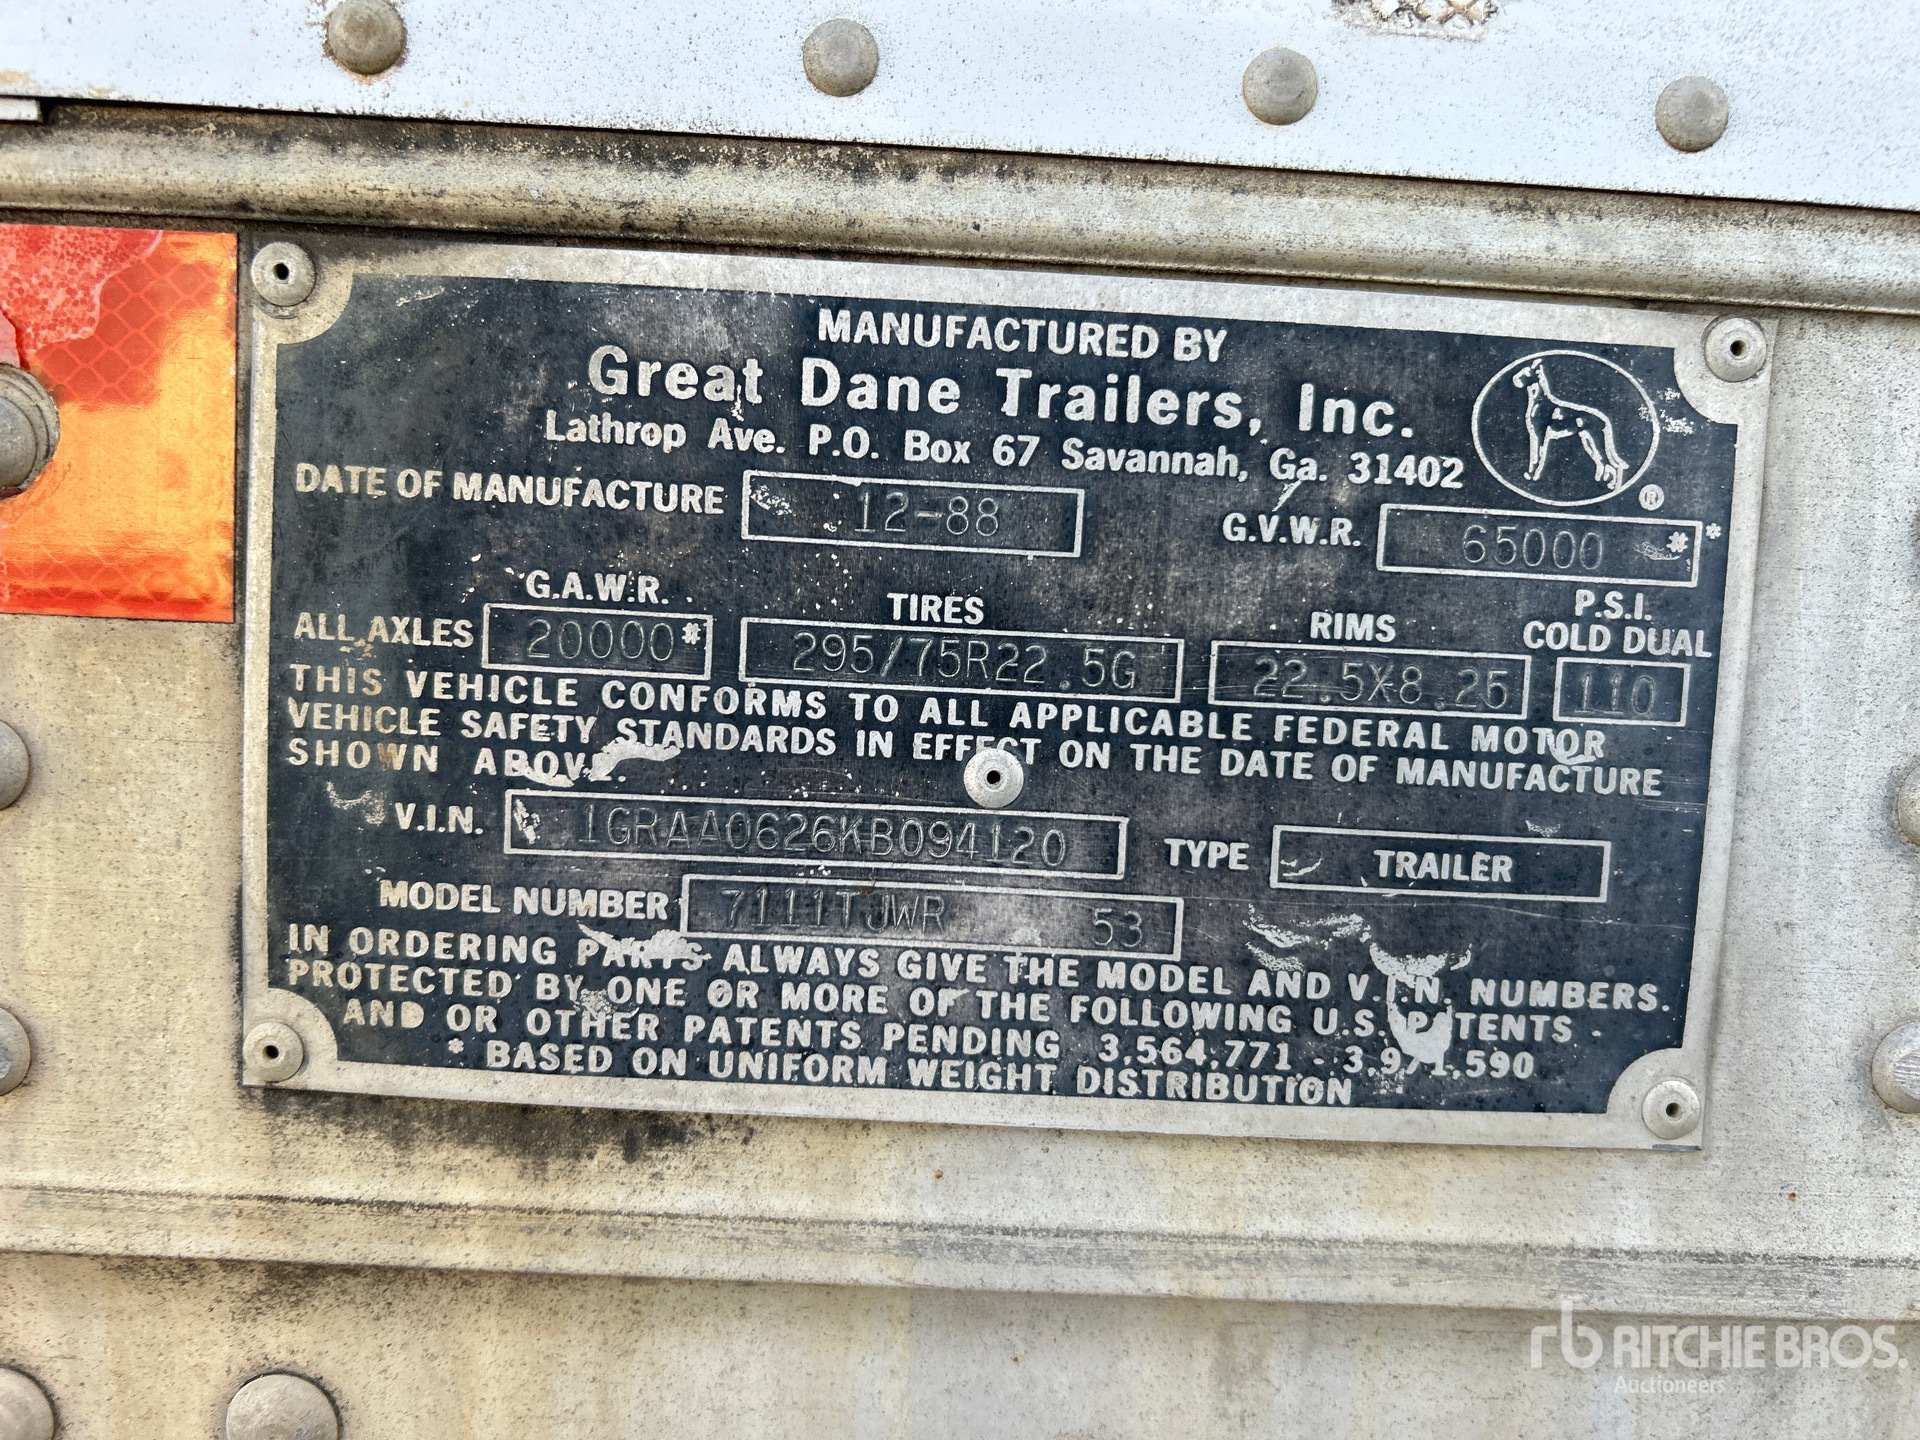 MANUFACTURED BY
Great Dane Trailers, Inc.
Lathrop Ave. P.O. Box 67 Savannah, Ga. 31402
®
DATE OF MANUFACTURE 12-88 G.V.W.R. 65000 # *
G.A.W.R. TIRES RIMS P.S.I. COLD DUAL
ALL AXLES 20000# 295/75R22.5G 22.5X8.25 110
THIS VEHICLE CONFORMS TO ALL APPLICABLE FEDERAL MOTOR
VEHICLE SAFETY STANDARDS IN EFFECT ON THE DATE OF MANUFACTURE
SHOWN ABOVE.
V.I.N. 1GRAA0626KB094120 TYPE TRAILER
MODEL NUMBER 7111TJWR 53
IN ORDERING PARTS ALWAYS GIVE THE MODEL AND V.I.N. NUMBERS.
PROTECTED BY ONE OR MORE OF THE FOLLOWING U.S. PATENTS -
AND OR OTHER PATENTS PENDING 3,564,771 - 3,971,590
* BASED ON UNIFORM WEIGHT DISTRIBUTION
rb RITCHIE BROS.
Auctioneers